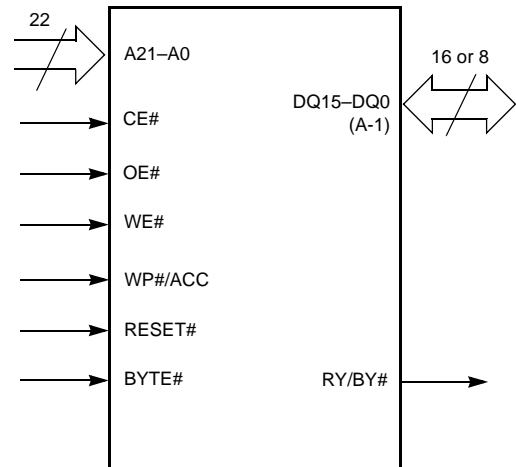 22
A21–A0
16 or 8
DQ15–DQ0
(A-1)
CE#
OE#
WE#
WP#/ACC
RESET#
BYTE#
RY/BY#